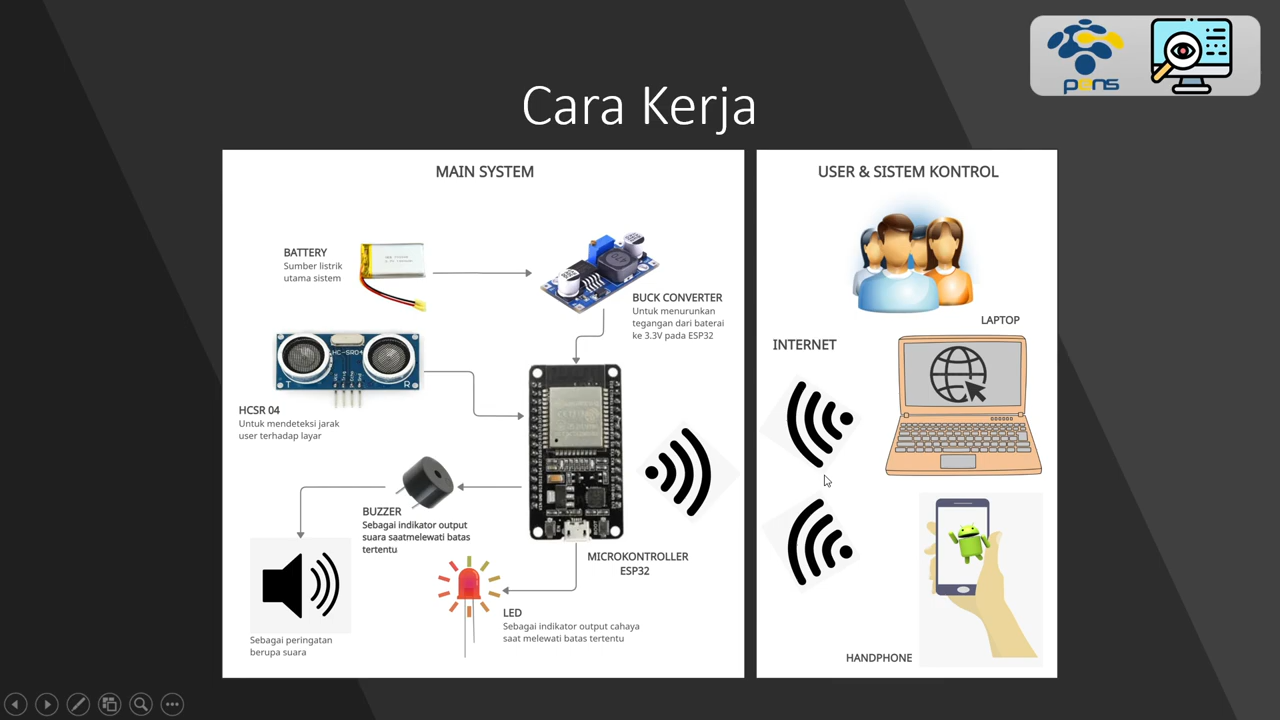 pens
Cara Kerja
MAIN SYSTEM
BATTERY
Sumber listrik
utama sistem
BUCK CONVERTER
Untuk menurunkan
tegangan dari baterai
ke 3.3V pada ESP32
HC-SR04
T
R
HCSR 04
Untuk mendeteksi jarak
user terhadap layar
BUZZER
Sebagai indikator output
suara saatmelewati batas
tertentu
MICROKONTROLLER
ESP32
LED
Sebagai indikator output cahaya
saat melewati batas tertentu
Sebagai peringatan
berupa suara
USER & SISTEM KONTROL
LAPTOP
INTERNET
HANDPHONE